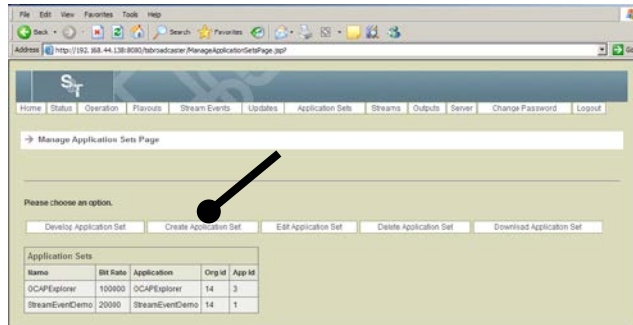 File Edit View Favorites Tools Help
Back Search Favorites
Address http://192.168.44.138:8080/tsbroadcaster/ManageApplicationSetsPage.jsp? Go
S&T
Home Status Operation Playouts Stream Events Updates Application Sets Streams Outputs Server Change Password Logout
→ Manage Application Sets Page
Please choose an option.
Develop Application Set Create Application Set Edit Application Set Delete Application Set Download Application Set
Application Sets
Name Bit Rate Application Org id App id
OCAPExplorer 100000 OCAPExplorer 14 3
StreamEventDemo 20000 StreamEventDemo 14 1